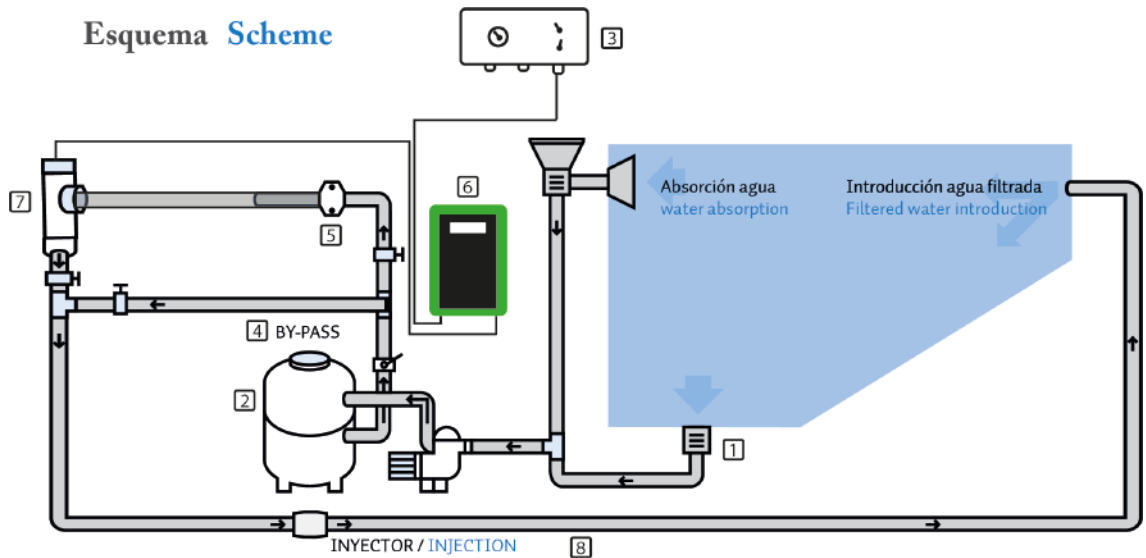 Esquema Scheme
3
7
6
Absorción agua
water absorption
Introducción agua filtrada
Filtered water introduction
5
4 BY-PASS
2
1
INYECTOR / INJECTION
8